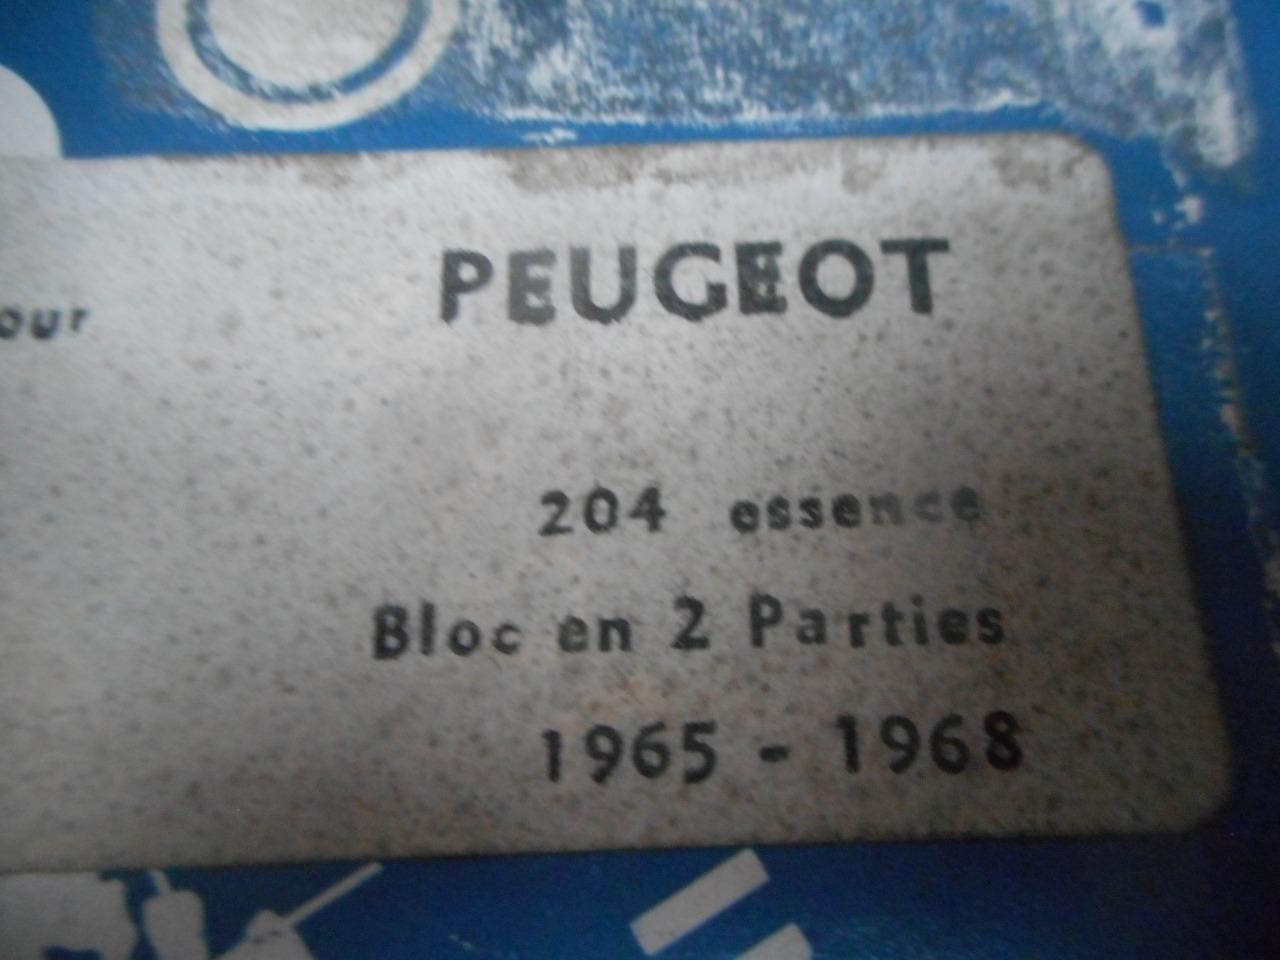 our PEUGEOT
204 essence
Bloc en 2 Parties
1965 - 1968